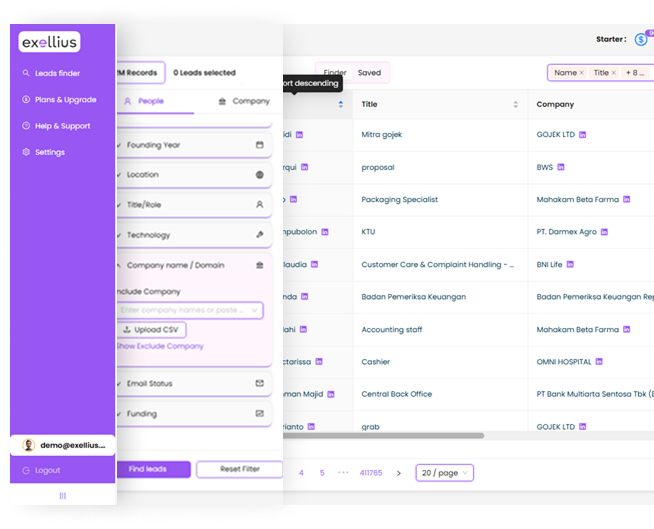 exellius
Leads finder
Plans & Upgrade
Help & Support
Settings
demo@exellius....
Logout
2M Records
0 Leads selected
People
Company
Founding Year
Location
Title/Role
Technology
Company name / Domain
nclude Company
Enter company names or paste ...
Upload CSV
Show Exclude Company
Email Status
Funding
Find leads
Reset Filter
Starter :
Finder
Saved
Name × Title × + 8 ...
ort descending
Title
Company
idi
Mitra gojek
GOJEK LTD
rqui
proposal
BWS
Packaging Specialist
Mahakam Beta Farma
npubolon
KTU
PT. Darmex Agro
laudia
Customer Care & Complaint Handling - ...
BNI Life
nda
Badan Pemeriksa Keuangan
Badan Pemeriksa Keuangan Rep
lahi
Accounting staff
Mahakam Beta Farma
ctarissa
Cashier
OMNI HOSPITAL
man Majid
Central Back Office
PT Bank Multiarta Sentosa Tbk (
rianto
grab
GOJEK LTD
4 5 ••• 411765 >
20 / page